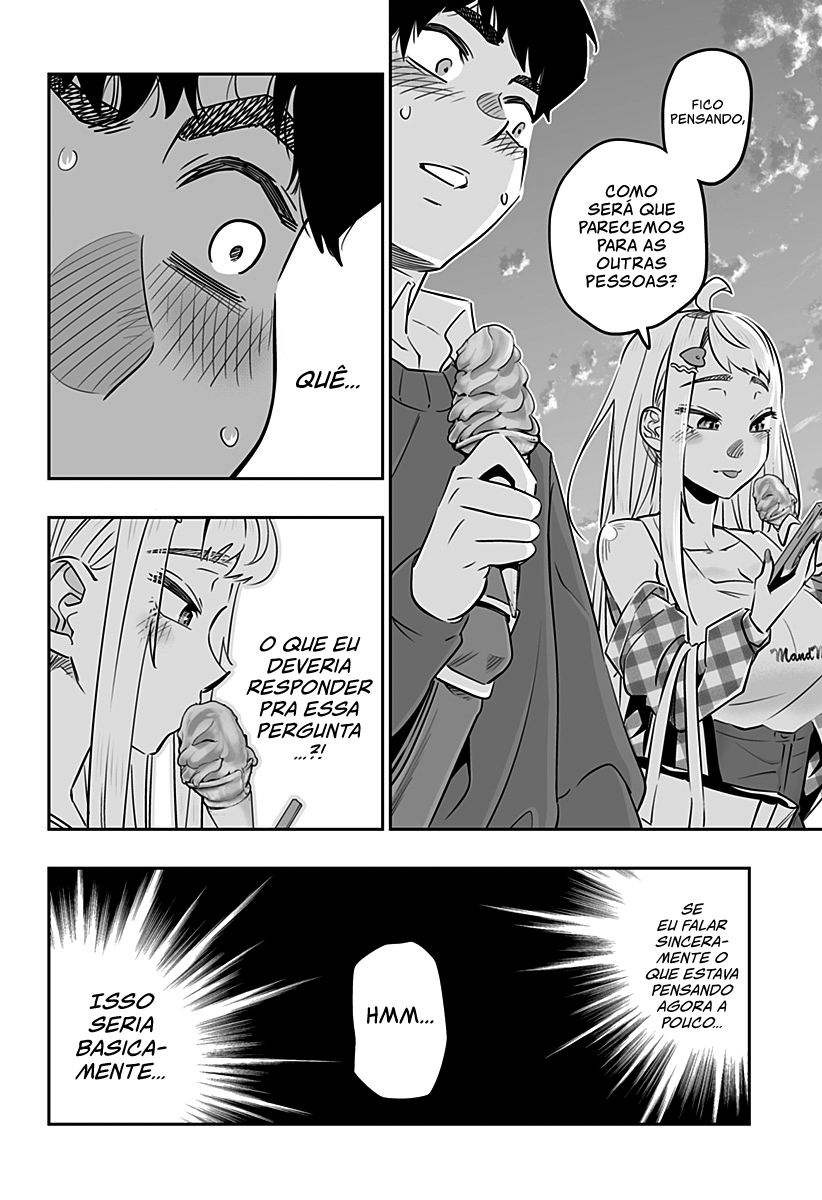 FICO
PENSANDO,
COMO
SERÁ QUE
PARECEMOS
PARA AS
OUTRAS
PESSOAS?
MandM
QUÊ...
O QUE EU
DEVERIA
RESPONDER
PRA ESSA
PERGUNTA
...?!
SE
EU FALAR
SINCERA-
MENTE O
QUE ESTAVA
PENSANDO
AGORA A
POUCO...
HMM...
ISSO
SERIA
BASICA-
MENTE...